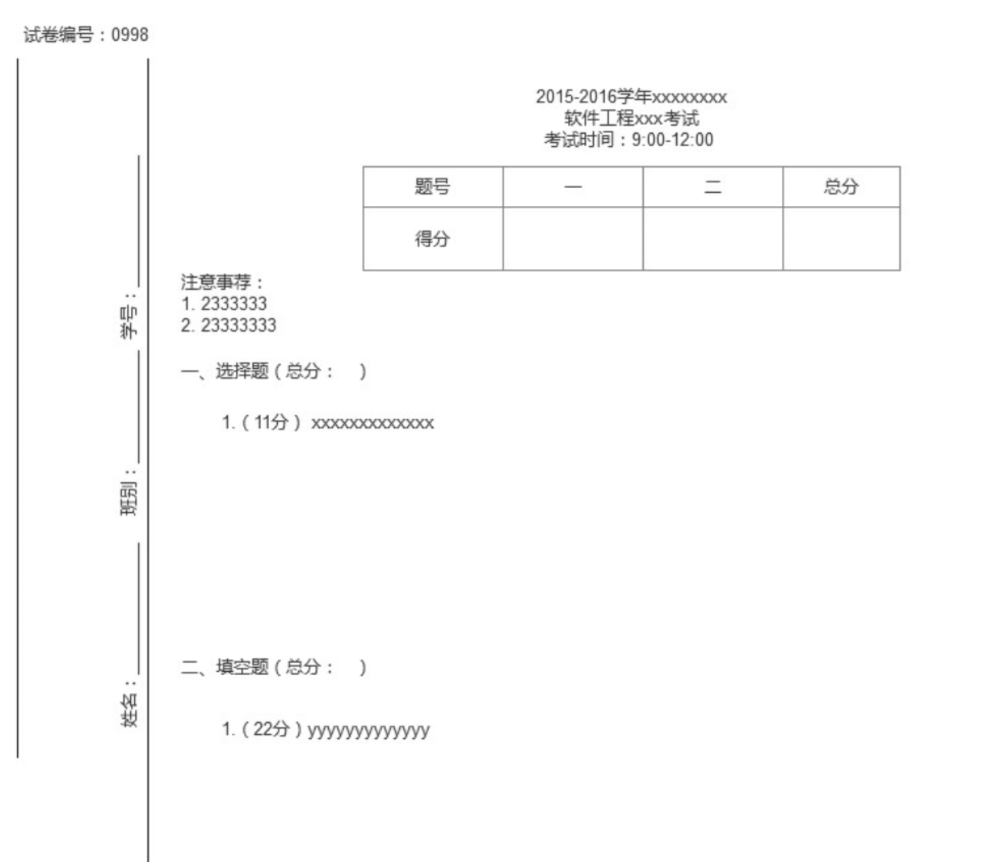 试卷编号：0998
2015-2016学年xxxxxxxx
软件工程xxx考试
考试时间：9:00-12:00
题号 一 二 总分
得分
注意事荐：
1. 2333333
2. 23333333
一、选择题（总分： ）
1.（11分） xxxxxxxxxxxxx
二、填空题（总分： ）
1.（22分）yyyyyyyyyyyyy
学号：
班别：
姓名：